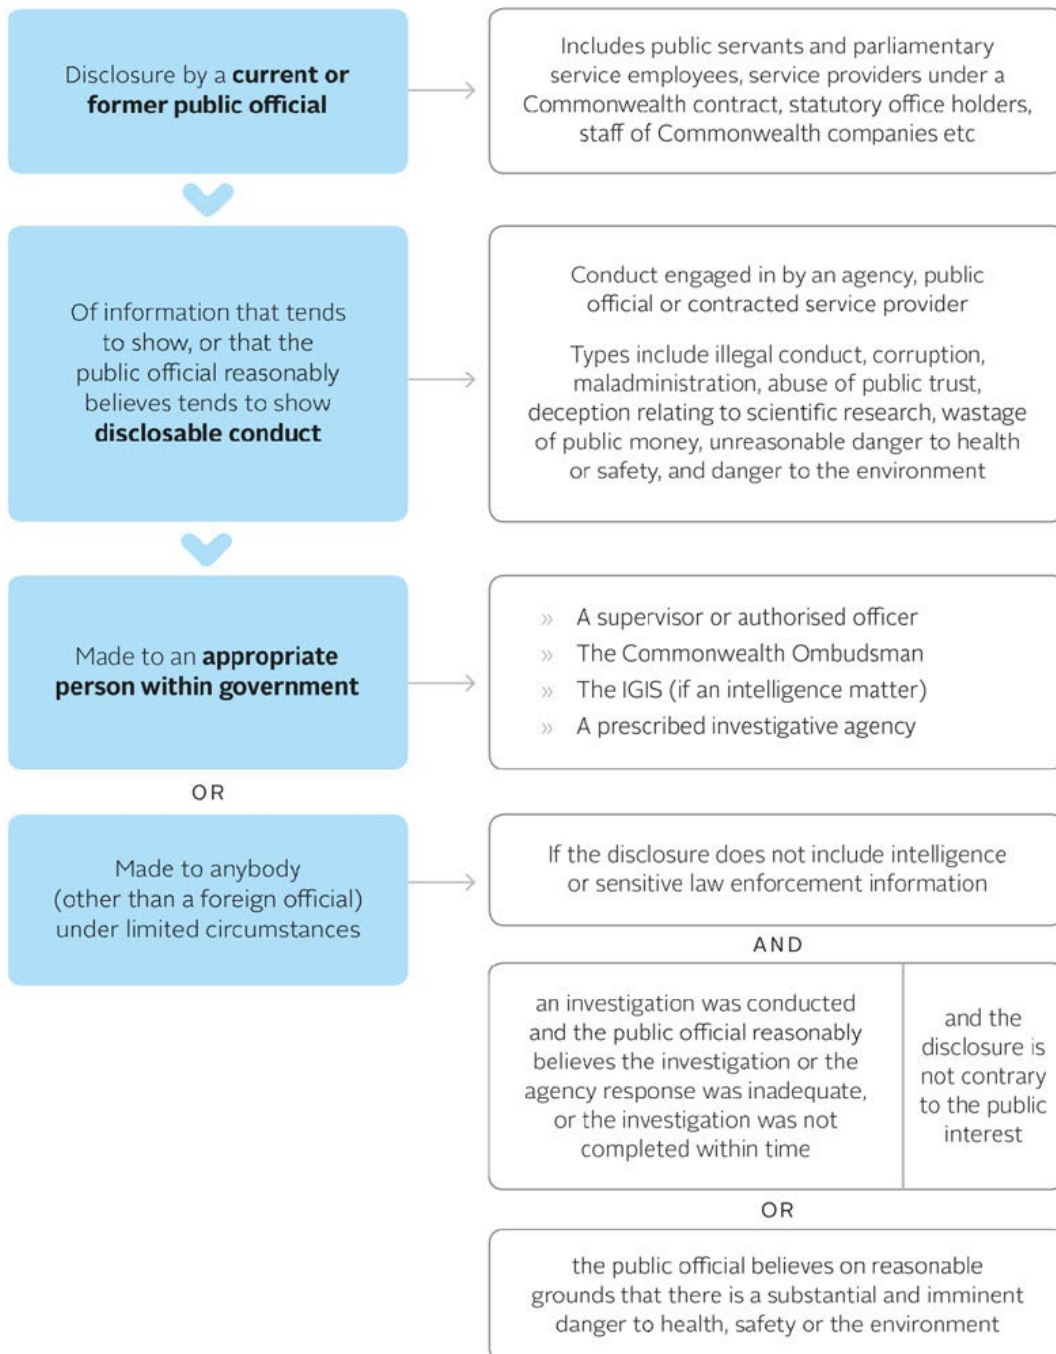 Disclosure by a current or
former public official
Includes public servants and parliamentary
service employees, service providers under a
Commonwealth contract, statutory office holders,
staff of Commonwealth companies etc
Of information that tends
to show, or that the
public official reasonably
believes tends to show
disclosable conduct
Conduct engaged in by an agency, public
official or contracted service provider
Types include illegal conduct, corruption,
maladministration, abuse of public trust,
deception relating to scientific research, wastage
of public money, unreasonable danger to health
or safety, and danger to the environment
Made to an appropriate
person within government
» A supervisor or authorised officer
» The Commonwealth Ombudsman
» The IGIS (if an intelligence matter)
» A prescribed investigative agency
OR
Made to anybody
(other than a foreign official)
under limited circumstances
If the disclosure does not include intelligence
or sensitive law enforcement information
AND
an investigation was conducted
and the public official reasonably
believes the investigation or the
agency response was inadequate,
or the investigation was not
completed within time
and the
disclosure is
not contrary
to the public
interest
OR
the public official believes on reasonable
grounds that there is a substantial and imminent
danger to health, safety or the environment